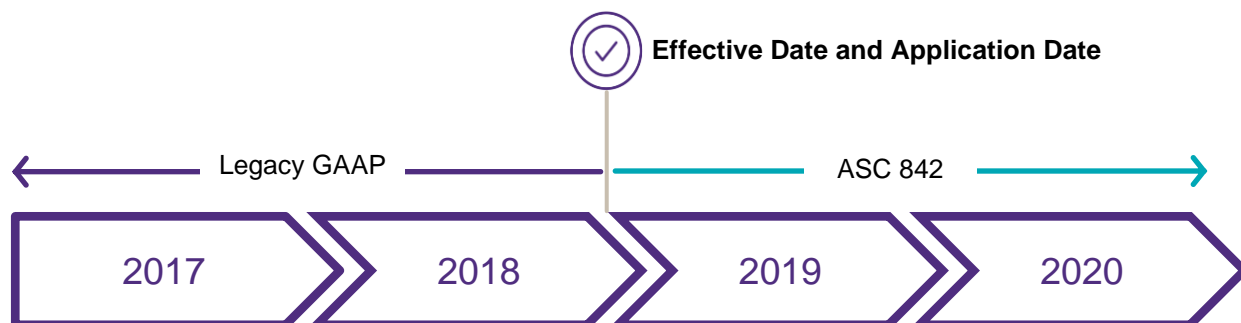 Effective Date and Application Date
Legacy GAAP
ASC 842
2017
2018
2019
2020